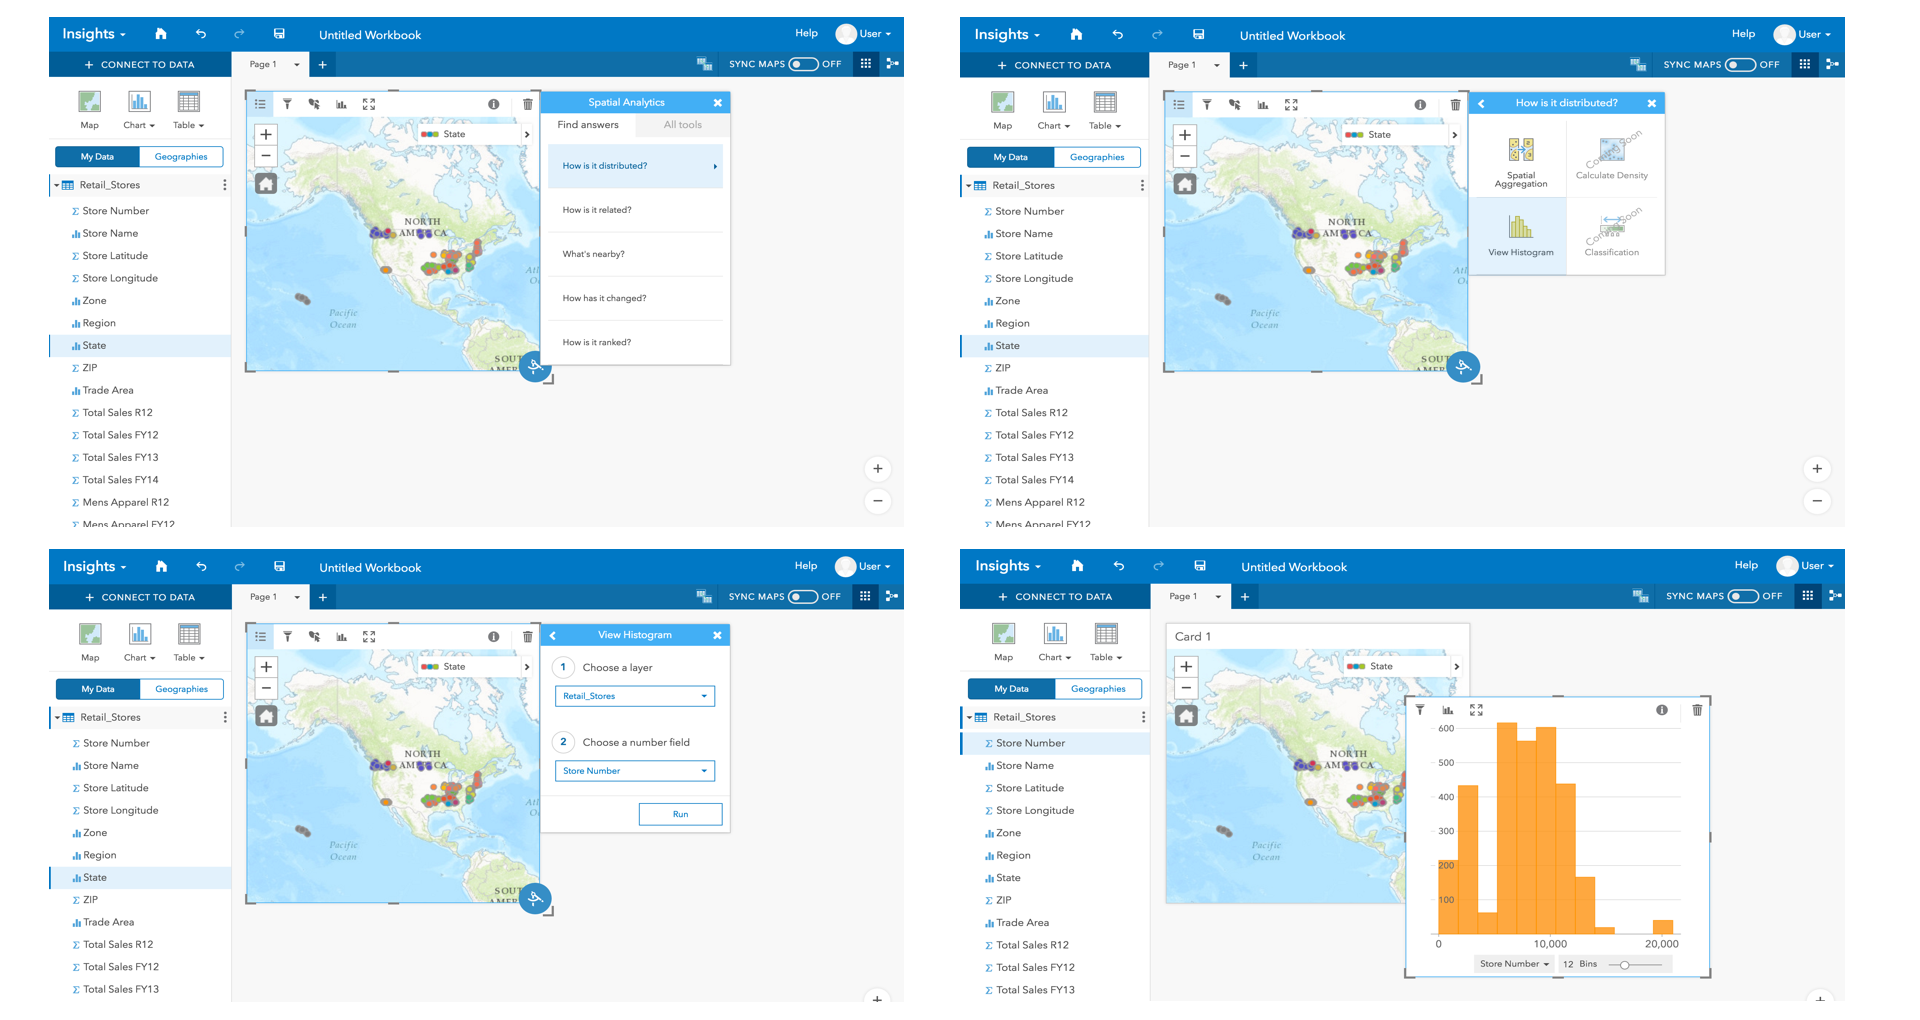 Insights
Untitled Workbook
Help
User
+ CONNECT TO DATA
Page 1
+
SYNC MAPS OFF
Map
Chart
Table
My Data
Geographies
Retail_Stores
Σ Store Number
Store Name
Σ Store Latitude
Σ Store Longitude
Zone
Region
State
Σ ZIP
Trade Area
Σ Total Sales R12
Σ Total Sales FY12
Σ Total Sales FY13
Σ Total Sales FY14
Σ Mens Apparel R12
Σ Mens Apparel FY12
State
NORTH
AMERICA
Pacific
Ocean
Spatial Analytics
Find answers
All tools
How is it distributed?
How is it related?
What's nearby?
How has it changed?
How is it ranked?
Insights
Untitled Workbook
Help
User
+ CONNECT TO DATA
Page 1
+
SYNC MAPS OFF
Map
Chart
Table
My Data
Geographies
Retail_Stores
Σ Store Number
Store Name
Σ Store Latitude
Σ Store Longitude
Zone
Region
State
Σ ZIP
Trade Area
Σ Total Sales R12
Σ Total Sales FY12
Σ Total Sales FY13
Σ Total Sales FY14
Σ Mens Apparel R12
Σ Mens Apparel FY12
State
NORTH
AMERICA
Pacific
Ocean
How is it distributed?
Spatial
Aggregation
Coming Soon
Calculate Density
View Histogram
Coming Soon
Classification
Insights
Untitled Workbook
Help
User
+ CONNECT TO DATA
Page 1
+
SYNC MAPS OFF
Map
Chart
Table
My Data
Geographies
Retail_Stores
Σ Store Number
Store Name
Σ Store Latitude
Σ Store Longitude
Zone
Region
State
Σ ZIP
Trade Area
Σ Total Sales R12
Σ Total Sales FY12
Σ Total Sales FY13
State
NORTH
AMERICA
Pacific
Ocean
View Histogram
1 Choose a layer
Retail_Stores
2 Choose a number field
Store Number
Run
Insights
Untitled Workbook
Help
User
+ CONNECT TO DATA
Page 1
+
SYNC MAPS OFF
Map
Chart
Table
My Data
Geographies
Retail_Stores
Σ Store Number
Store Name
Σ Store Latitude
Σ Store Longitude
Zone
Region
State
Σ ZIP
Trade Area
Σ Total Sales R12
Σ Total Sales FY12
Σ Total Sales FY13
Card 1
State
NORTH
AMERICA
Pacific
Ocean
600
500
400
300
200
100
0
10,000
20,000
Store Number
12 Bins